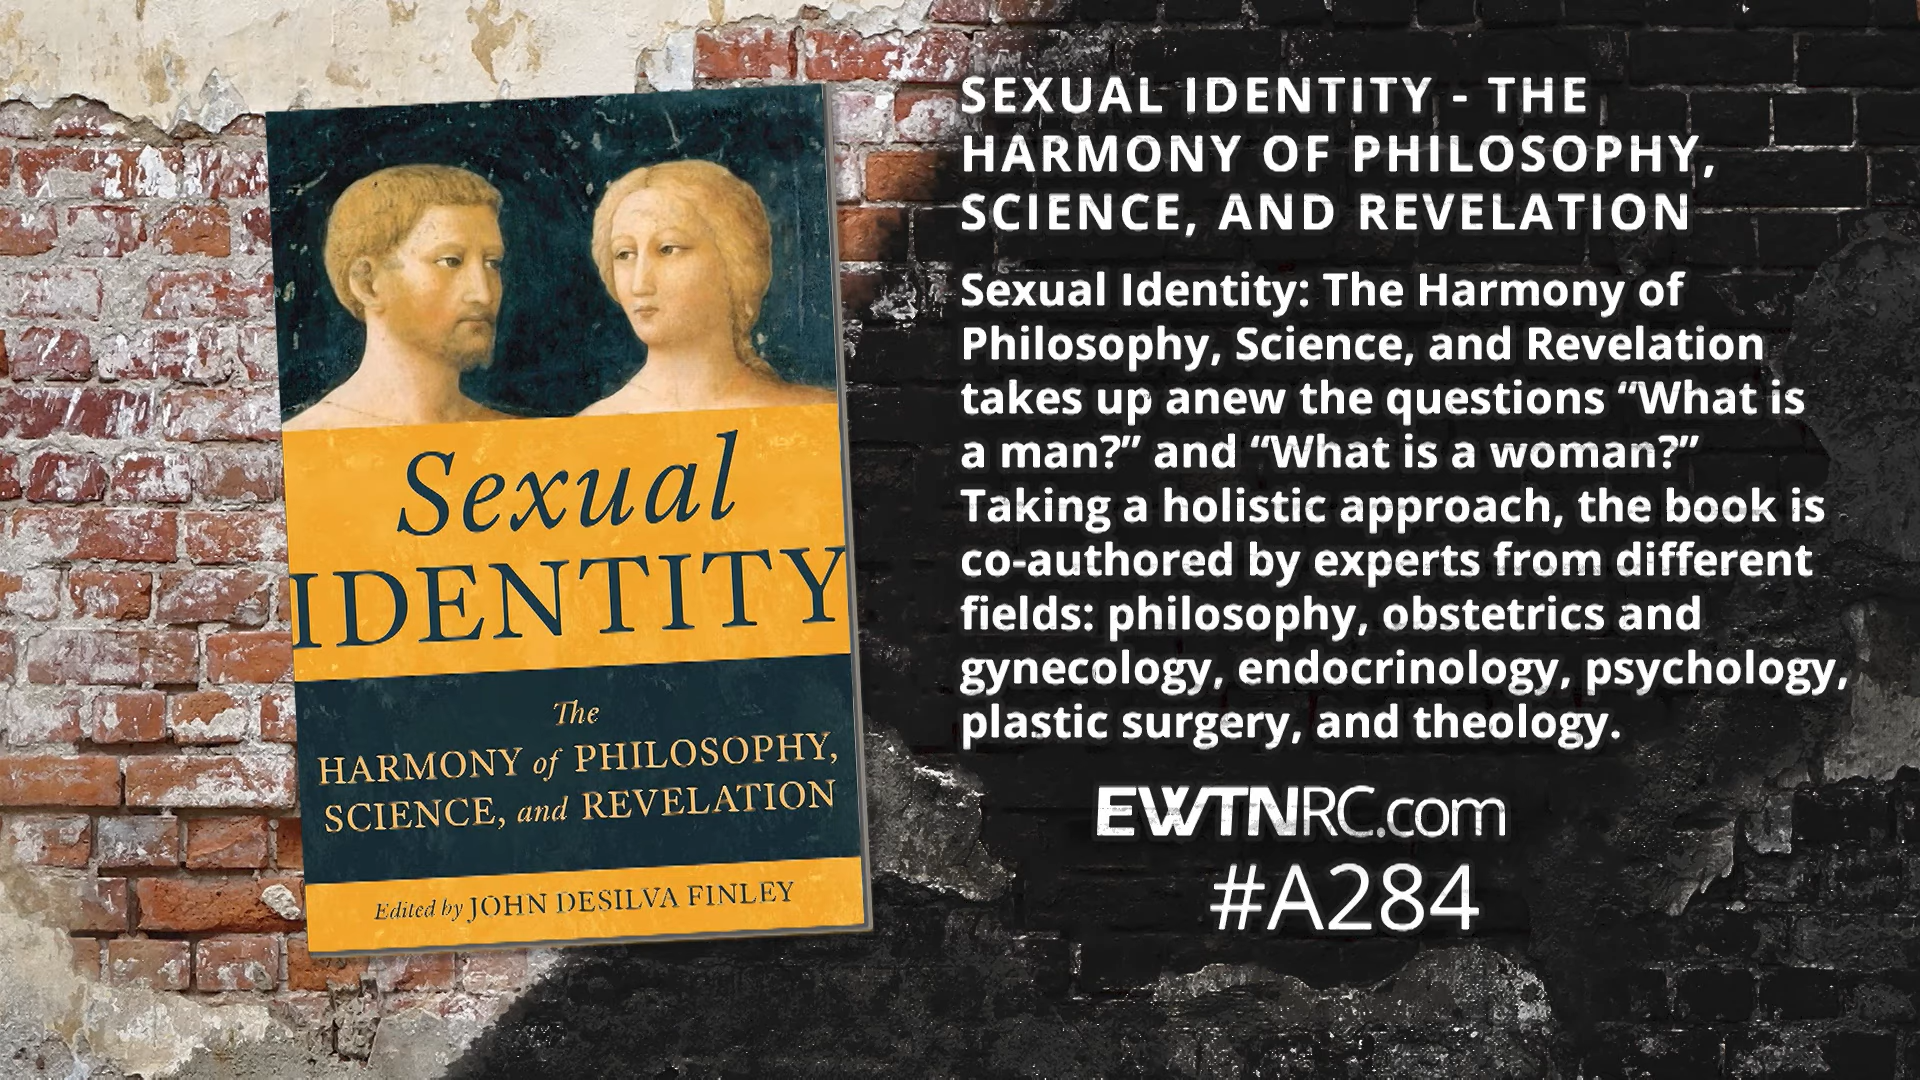 Sexual
IDENTITY
The
HARMONY of PHILOSOPHY,
SCIENCE, and REVELATION
Edited by JOHN DESILVA FINLEY
SEXUAL IDENTITY - THE
HARMONY OF PHILOSOPHY,
SCIENCE, AND REVELATION
Sexual Identity: The Harmony of
Philosophy, Science, and Revelation
takes up anew the questions “What is
a man?” and “What is a woman?”
Taking a holistic approach, the book is
co-authored by experts from different
fields: philosophy, obstetrics and
gynecology, endocrinology, psychology,
plastic surgery, and theology.
EWTNRC.com
#A284